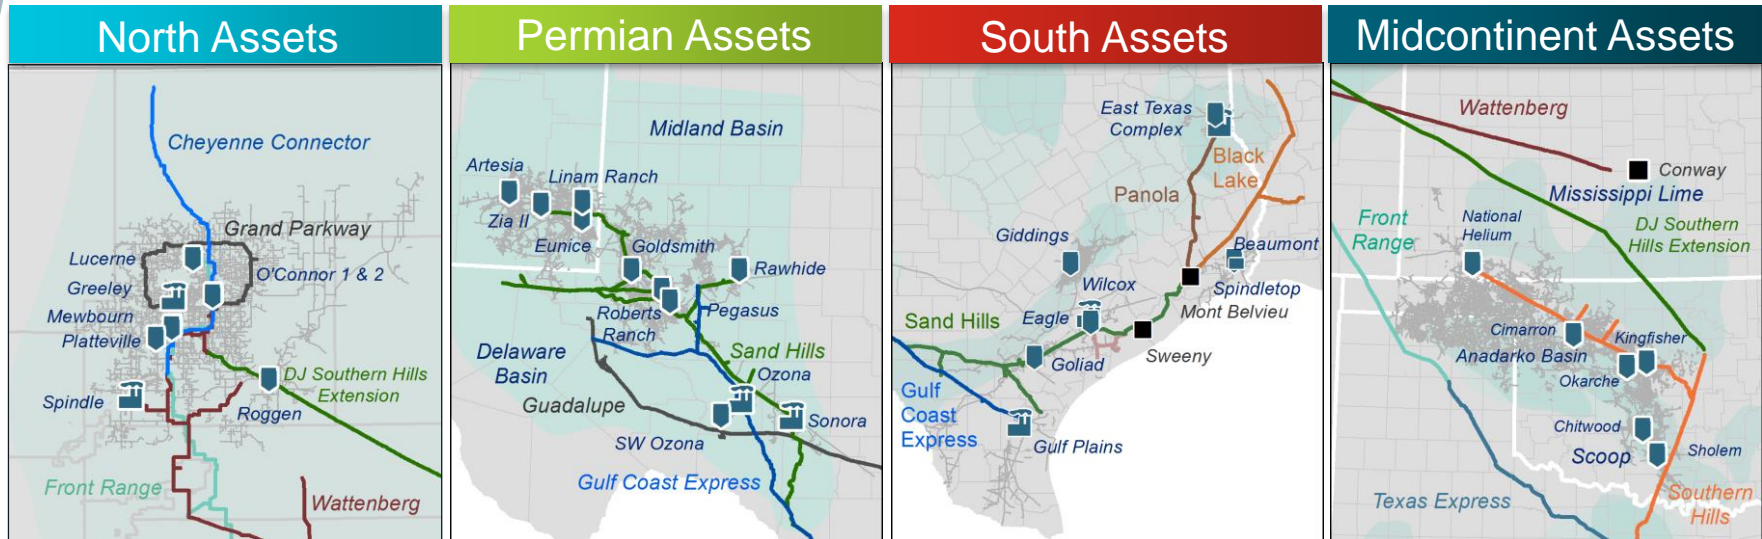 North Assets
Permian Assets
South Assets
Midcontinent Assets
Cheyenne Connector
Grand Parkway
Lucerne
O'Connor 1 & 2
Greeley
Mewbourn
Platteville
DJ Southern Hills
Extension
Spindle
Roggen
Front Range
Wattenberg
Midland Basin
Artesia
Linam Ranch
Zia II
Eunice
Goldsmith
Rawhide
Roberts
Ranch
Pegasus
Delaware
Basin
Sand Hills
Ozona
Guadalupe
Sonora
SW Ozona
Gulf Coast Express
East Texas
Complex
Black
Lake
Panola
Giddings
Beaumont
Wilcox
Spindletop
Mont Belvieu
Sand Hills
Eagle
Sweeny
Goliad
Gulf
Coast
Express
Gulf Plains
Wattenberg
Conway
Mississippi Lime
Front
Range
National
Helium
DJ Southern
Hills Extension
Cimarron
Kingfisher
Anadarko Basin
Okarche
Chitwood
Scoop
Sholem
Texas Express
Southern
Hills